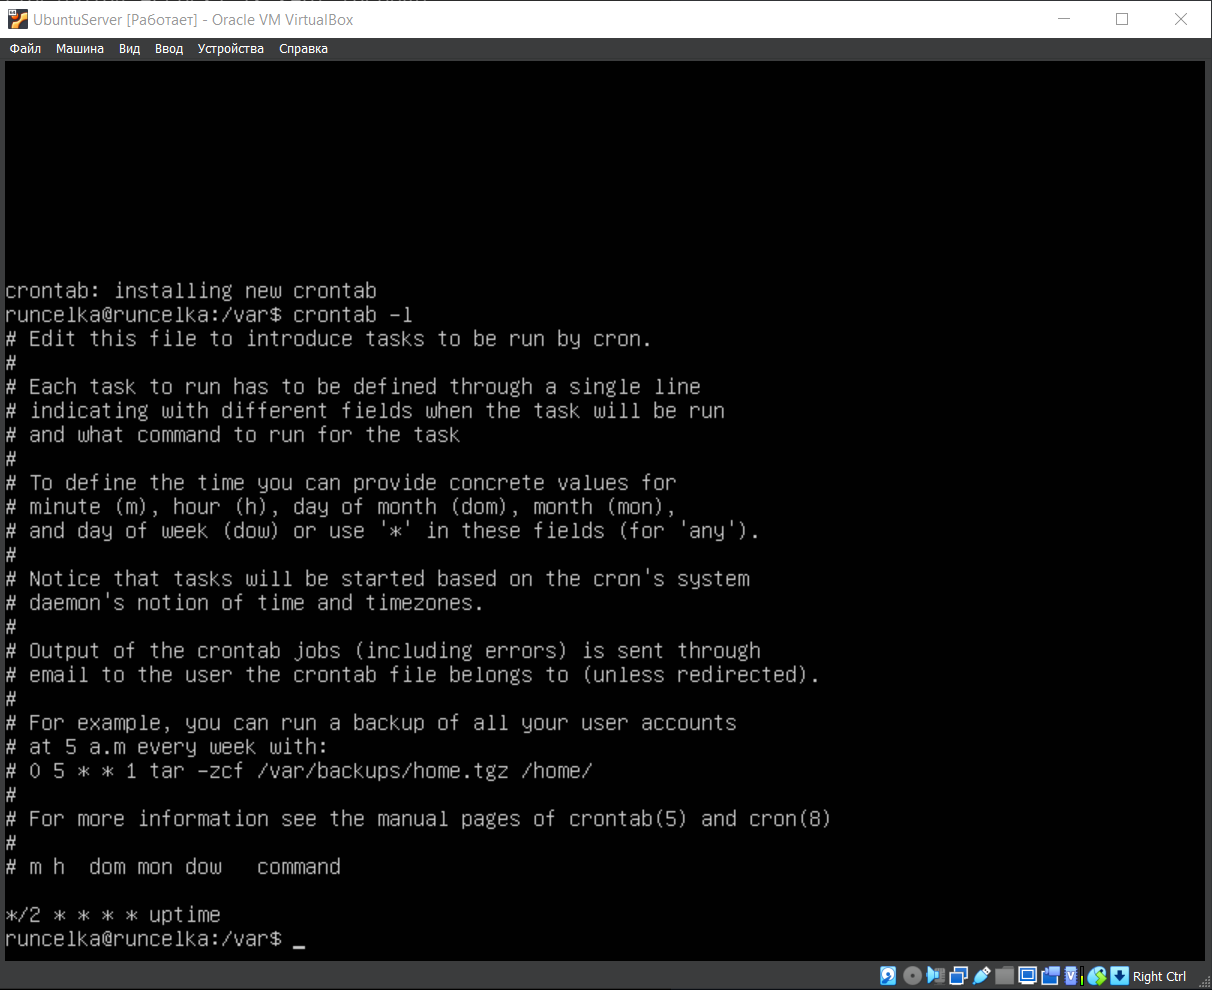 UbuntuServer [Работает] - Oracle VM VirtualBox
Файл Машина Вид Ввод Устройства Справка
crontab: installing new crontab
runcelka@runcelka:/var$ crontab -l
# Edit this file to introduce tasks to be run by cron.
#
# Each task to run has to be defined through a single line
# indicating with different fields when the task will be run
# and what command to run for the task
#
# To define the time you can provide concrete values for
# minute (m), hour (h), day of month (dom), month (mon),
# and day of week (dow) or use '*' in these fields (for 'any').
#
# Notice that tasks will be started based on the cron's system
# daemon's notion of time and timezones.
#
# Output of the crontab jobs (including errors) is sent through
# email to the user the crontab file belongs to (unless redirected).
#
# For example, you can run a backup of all your user accounts
# at 5 a.m every week with:
# 0 5 * * 1 tar -zcf /var/backups/home.tgz /home/
#
# For more information see the manual pages of crontab(5) and cron(8)
#
# m h  dom mon dow   command
*/2 * * * * uptime
runcelka@runcelka:/var$ _
Right Ctrl